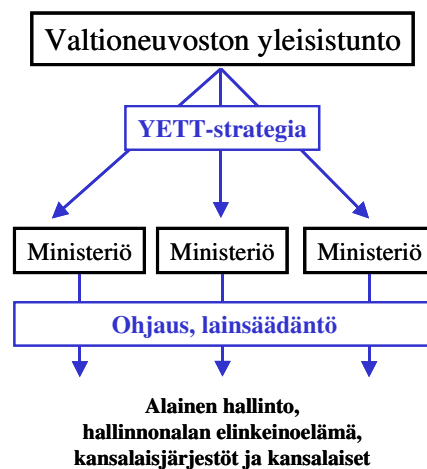 Valtioneuvoston yleisistunto
YETT-strategia
Ministeriö Ministeriö Ministeriö
Ohjaus, lainsäädäntö
Alainen hallinto,
hallinnonalan elinkeinoelämä,
kansalaisjärjestöt ja kansalaiset